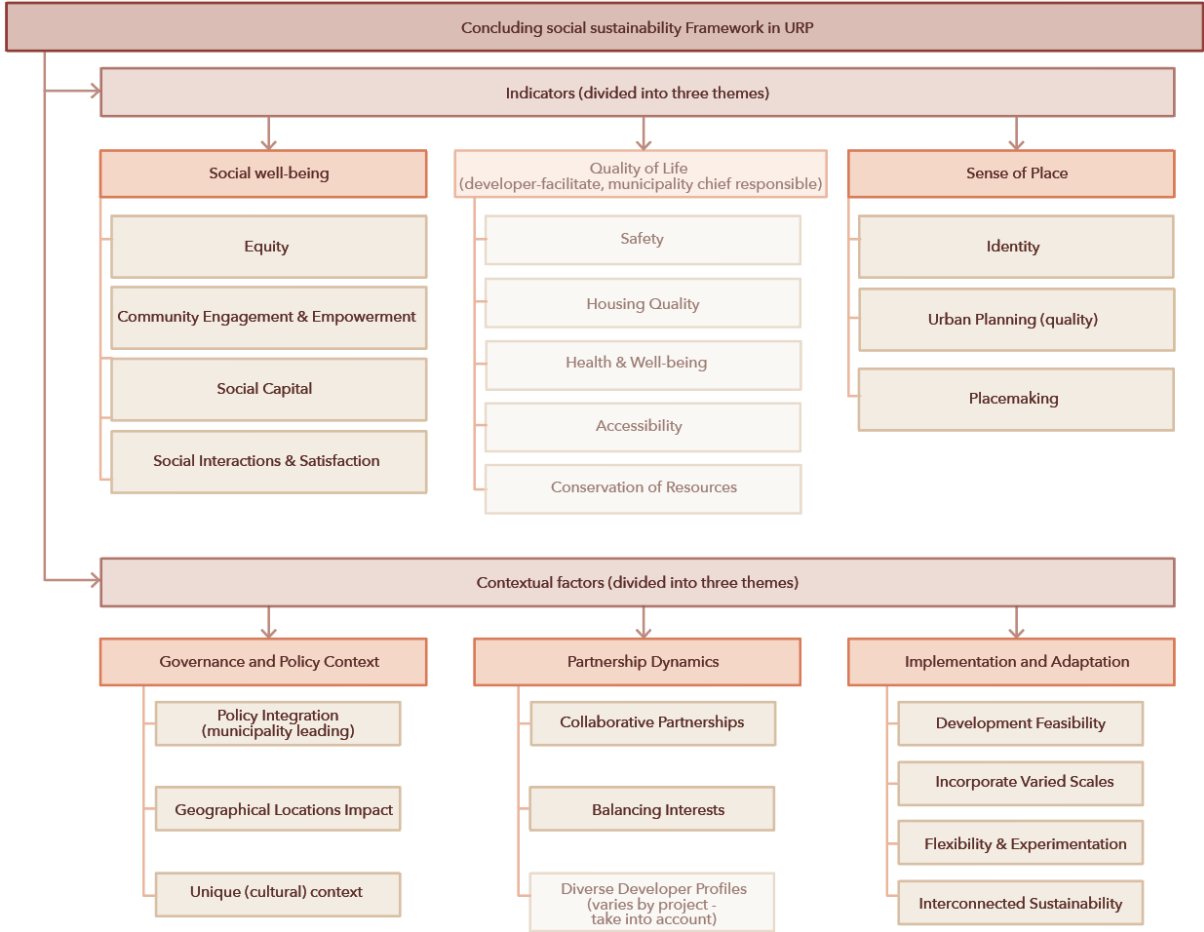 Concluding social sustainability Framework in URP
Indicators (divided into three themes)
Social well-being
Equity
Community Engagement & Empowerment
Social Capital
Social Interactions & Satisfaction
Quality of Life
(developer-facilitate, municipality chief responsible)
Safety
Housing Quality
Health & Well-being
Accessibility
Conservation of Resources
Sense of Place
Identity
Urban Planning (quality)
Placemaking
Contextual factors (divided into three themes)
Governance and Policy Context
Policy Integration
(municipality leading)
Geographical Locations Impact
Unique (cultural) context
Partnership Dynamics
Collaborative Partnerships
Balancing Interests
Diverse Developer Profiles
(varies by project -
take into account)
Implementation and Adaptation
Development Feasibility
Incorporate Varied Scales
Flexibility & Experimentation
Interconnected Sustainability